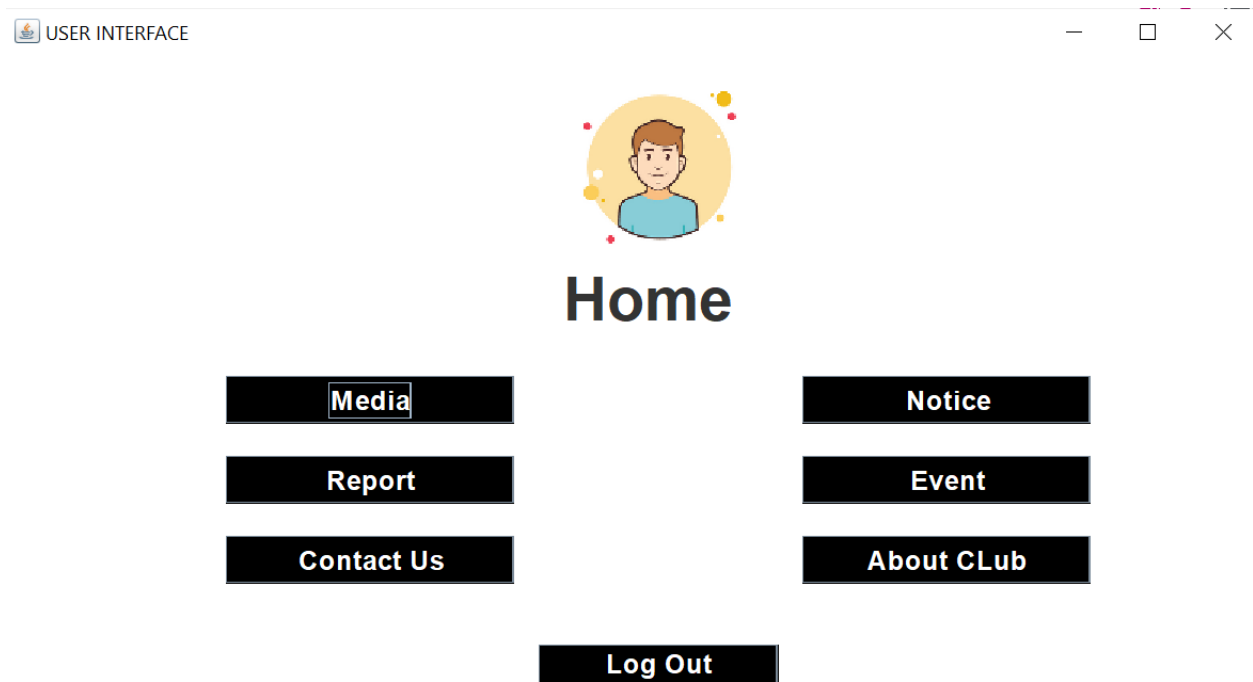 USER INTERFACE
Home
Media
Notice
Report
Event
Contact Us
About CLub
Log Out